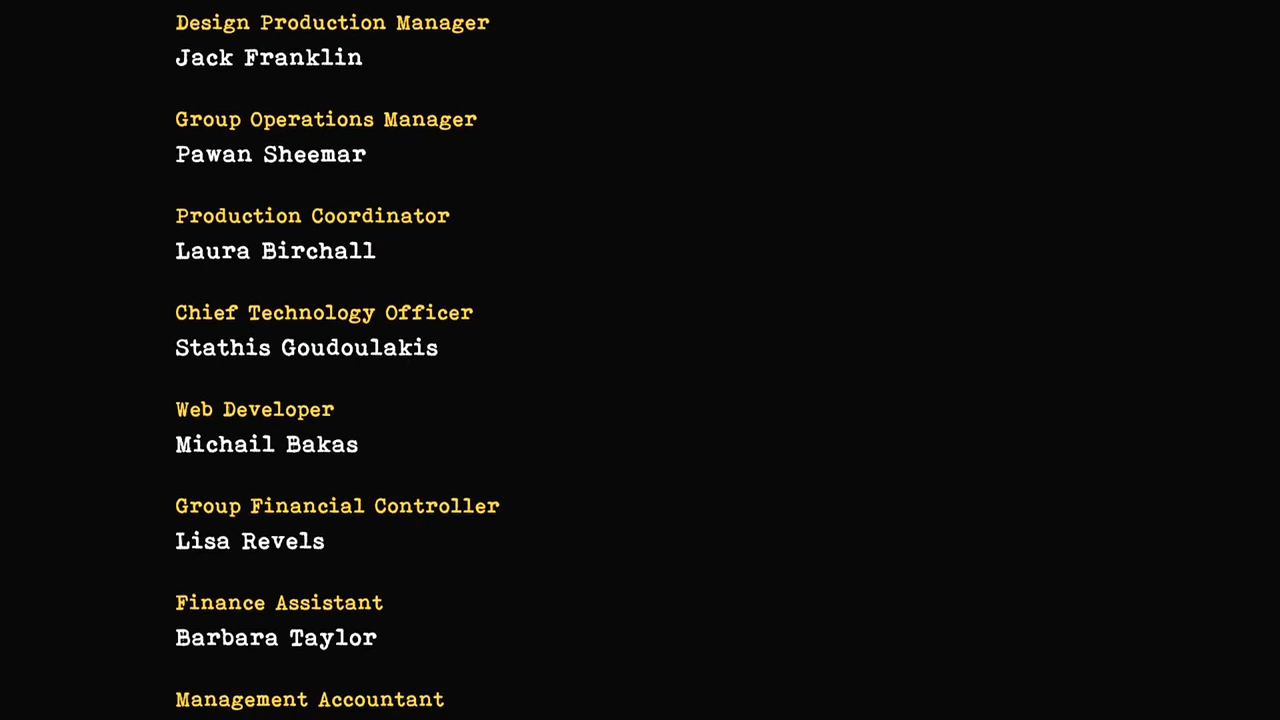 Design Production Manager
Jack Franklin
Group Operations Manager
Pawan Sheemar
Production Coordinator
Laura Birchall
Chief Technology Officer
Stathis Goudoulakis
Web Developer
Michail Bakas
Group Financial Controller
Lisa Revels
Finance Assistant
Barbara Taylor
Management Accountant